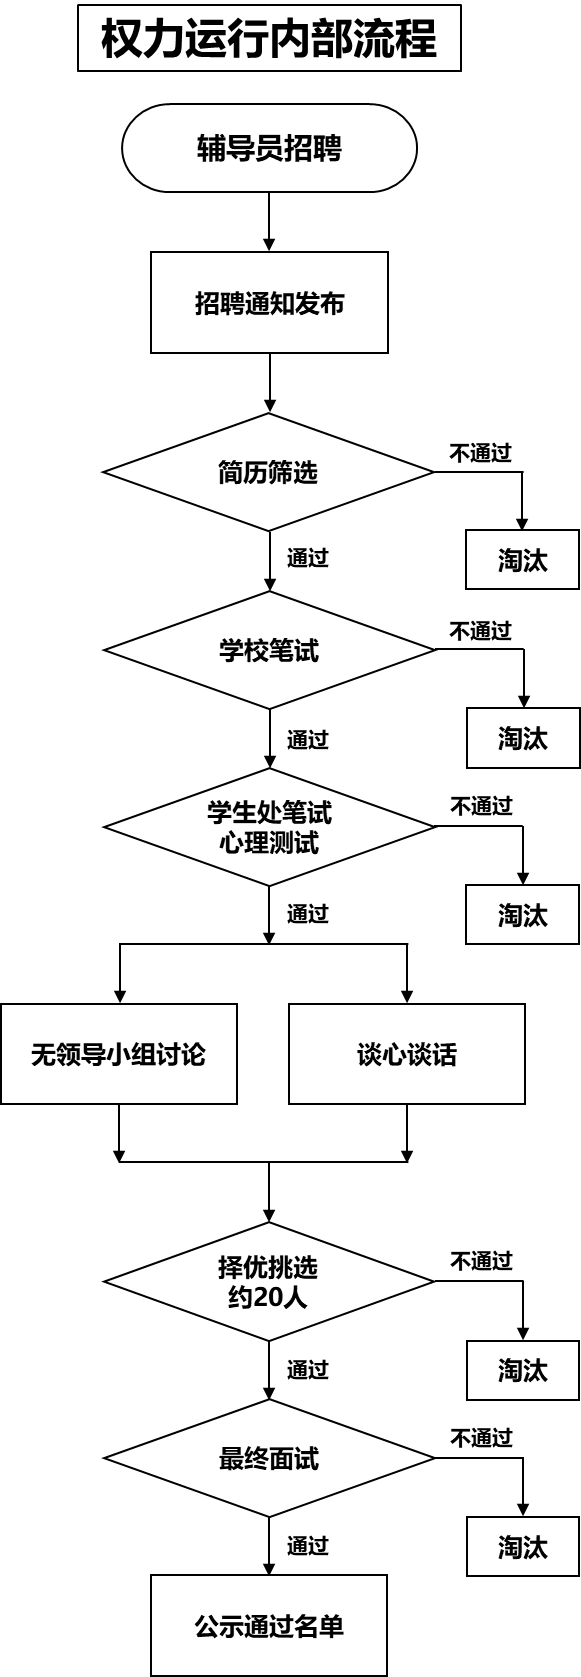 权力运行内部流程
辅导员招聘
招聘通知发布
不通过
简历筛选
淘汰
通过
不通过
学校笔试
淘汰
通过
不通过
学生处笔试
心理测试
淘汰
通过
无领导小组讨论
谈心谈话
不通过
择优挑选
约20人
淘汰
通过
不通过
最终面试
淘汰
通过
公示通过名单